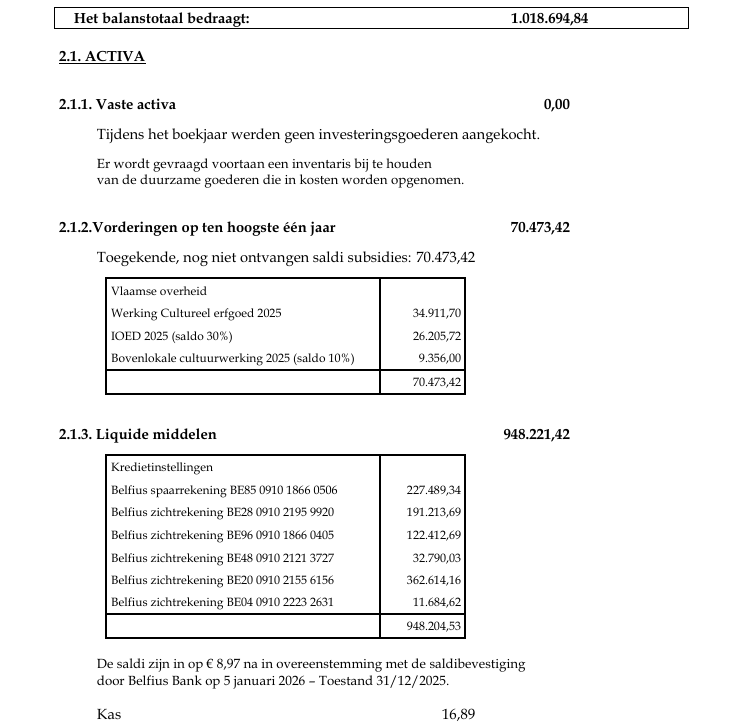 Het balanstotaal bedraagt: 1.018.694,84
2.1. ACTIVA
2.1.1. Vaste activa 0,00
Tijdens het boekjaar werden geen investeringsgoederen aangekocht.
Er wordt gevraagd voortaan een inventaris bij te houden
van de duurzame goederen die in kosten worden opgenomen.
2.1.2.Vorderingen op ten hoogste één jaar 70.473,42
Toegekende, nog niet ontvangen saldi subsidies: 70.473,42
Vlaamse overheid
Werking Cultureel erfgoed 2025 34.911,70
IOED 2025 (saldo 30%) 26.205,72
Bovenlokale cultuurwerking 2025 (saldo 10%) 9.356,00
70.473,42
2.1.3. Liquide middelen 948.221,42
Kredietinstellingen
Belfius spaarrekening BE85 0910 1866 0506 227.489,34
Belfius zichtrekening BE28 0910 2195 9920 191.213,69
Belfius zichtrekening BE96 0910 1866 0405 122.412,69
Belfius zichtrekening BE48 0910 2121 3727 32.790,03
Belfius zichtrekening BE20 0910 2155 6156 362.614,16
Belfius zichtrekening BE04 0910 2223 2631 11.684,62
948.204,53
De saldi zijn in op € 8,97 na in overeenstemming met de saldibevestiging
door Belfius Bank op 5 januari 2026 – Toestand 31/12/2025.
Kas 16,89